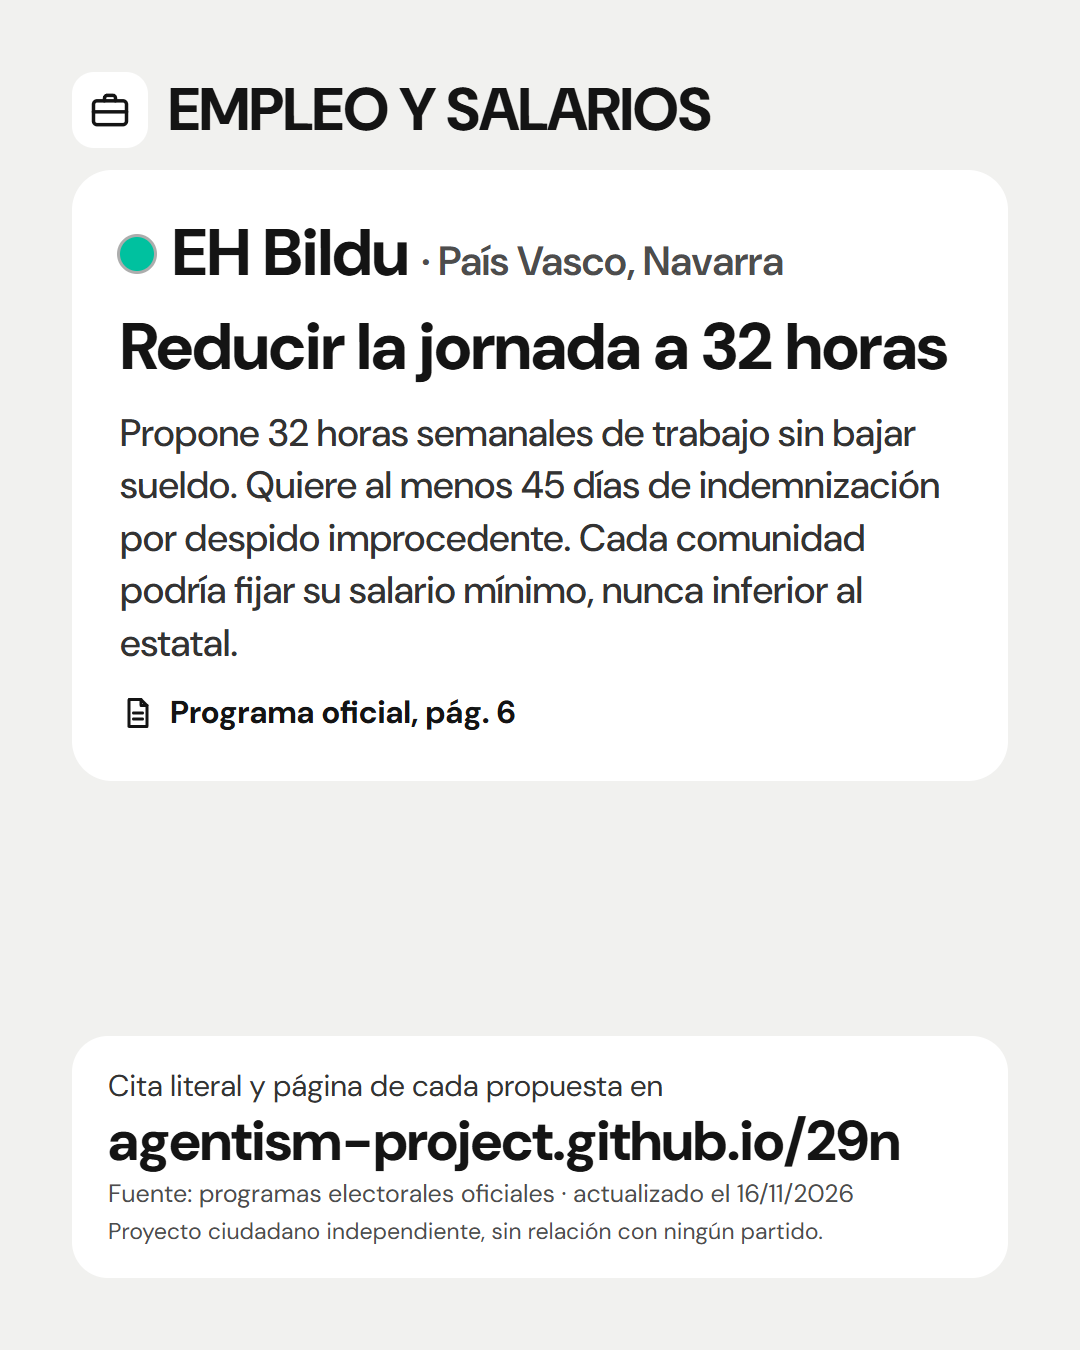 EMPLEO Y SALARIOS
EH Bildu · País Vasco, Navarra
Reducir la jornada a 32 horas
Propone 32 horas semanales de trabajo sin bajar
sueldo. Quiere al menos 45 días de indemnización
por despido improcedente. Cada comunidad
podría fijar su salario mínimo, nunca inferior al
estatal.
Programa oficial, pág. 6
Cita literal y página de cada propuesta en
agentism-project.github.io/29n
Fuente: programas electorales oficiales · actualizado el 16/11/2026
Proyecto ciudadano independiente, sin relación con ningún partido.